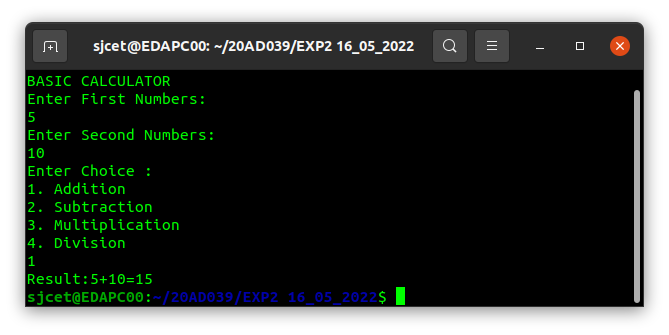 sjcet@EDAPC00: ~/20AD039/EXP2 16_05_2022
BASIC CALCULATOR
Enter First Numbers:
5
Enter Second Numbers:
10
Enter Choice :
1. Addition
2. Subtraction
3. Multiplication
4. Division
1
Result:5+10=15
sjcet@EDAPC00:~/20AD039/EXP2 16_05_2022$